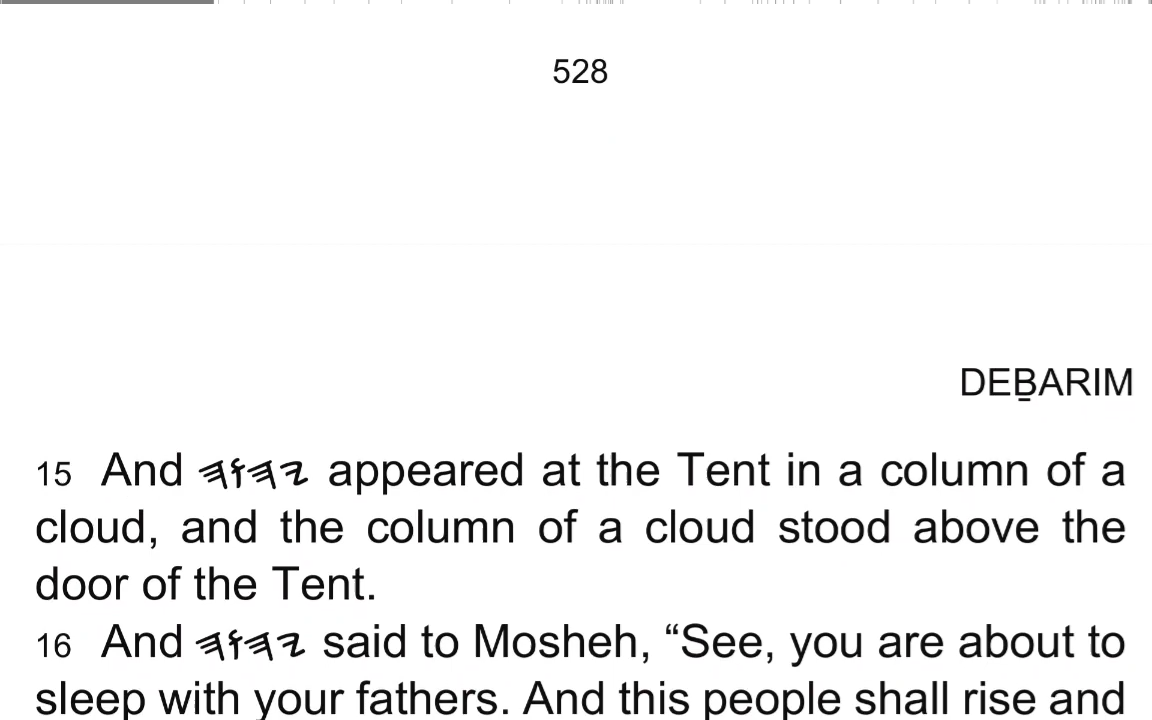 528
DEḆARIM
15 And 𐤉𐤄𐤅𐤄 appeared at the Tent in a column of a
cloud, and the column of a cloud stood above the
door of the Tent.
16 And 𐤉𐤄𐤅𐤄 said to Mosheh, “See, you are about to
sleep with your fathers. And this people shall rise and